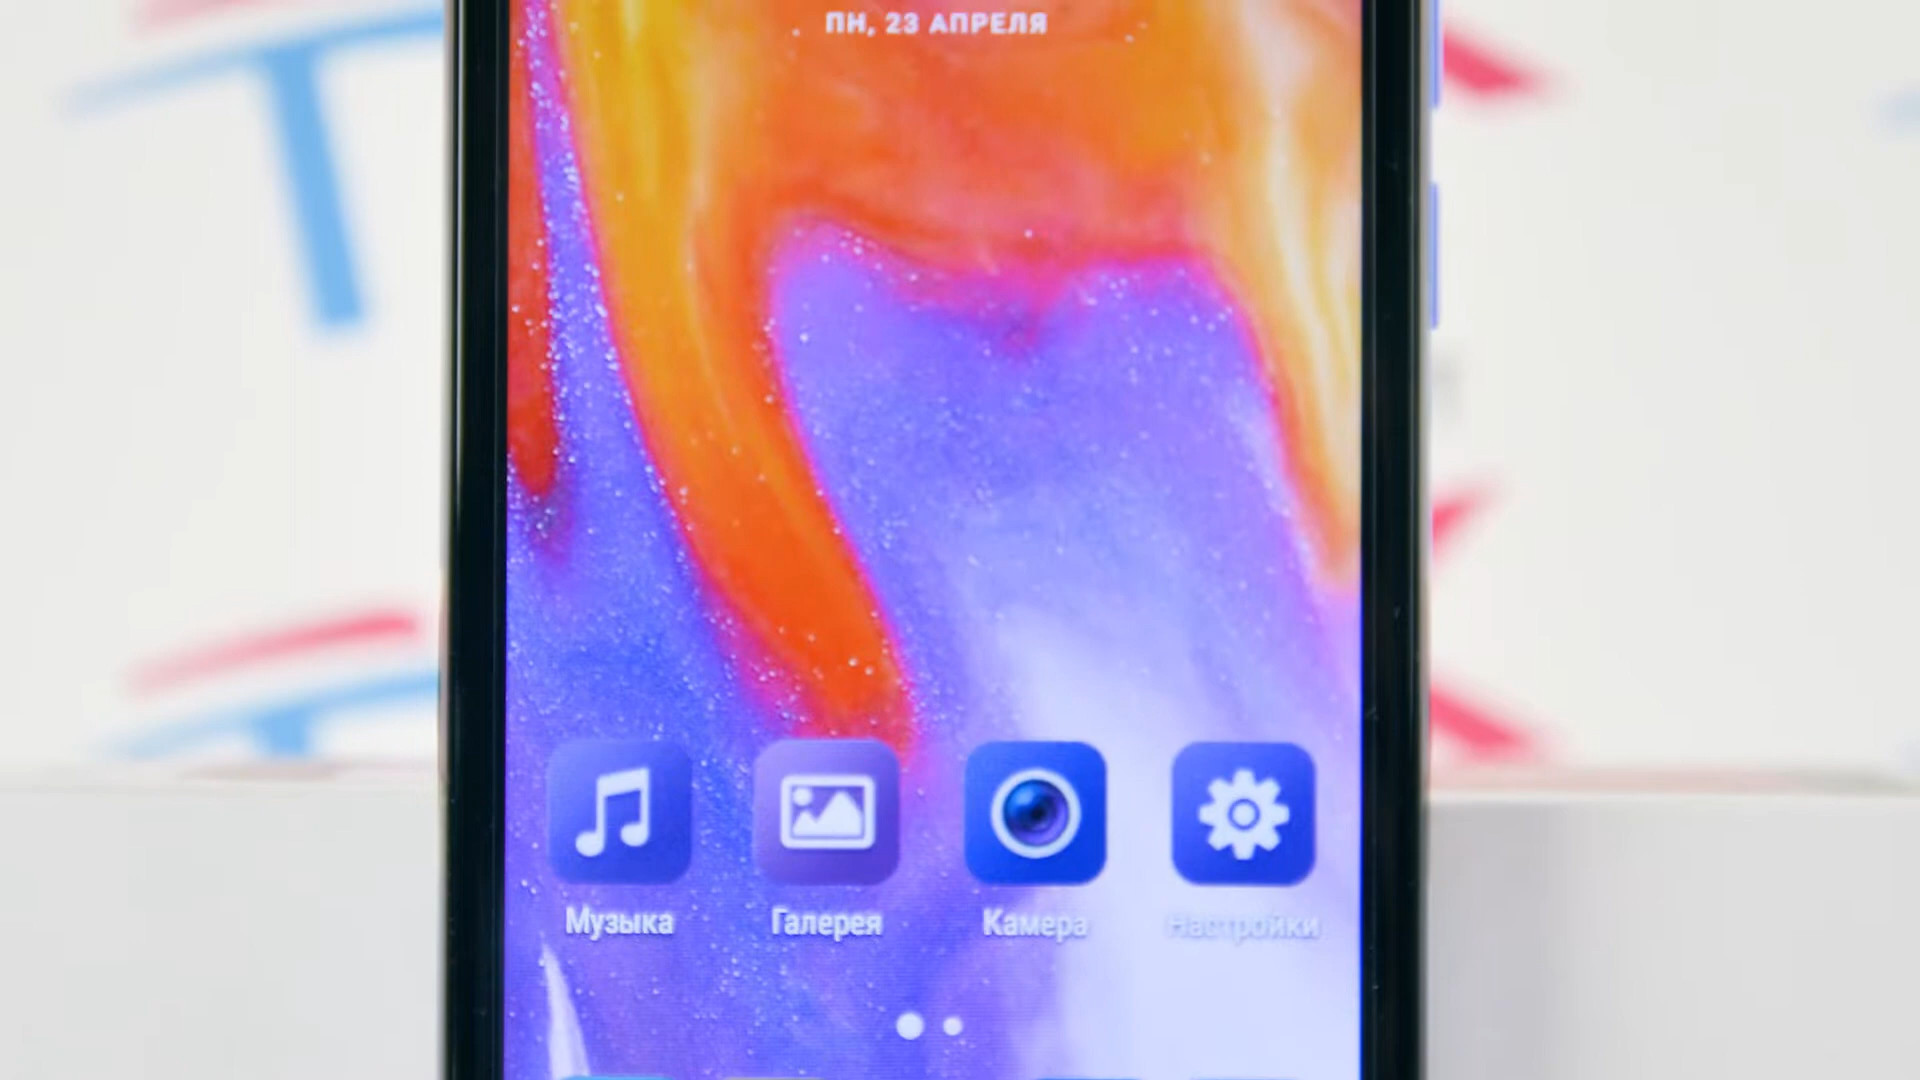 ПН, 23 АПРЕЛЯ
Музыка
Галерея
Камера
Настройки